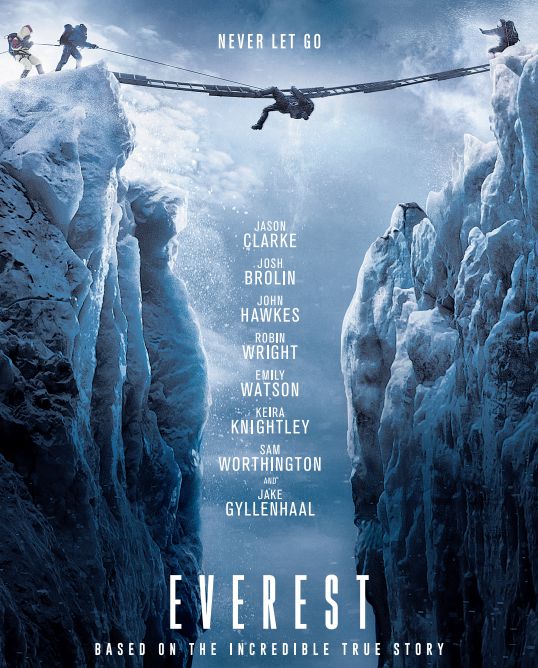 NEVER LET GO
JASON
CLARKE
JOSH
BROLIN
JOHN
HAWKES
ROBIN
WRIGHT
EMILY
WATSON
KEIRA
KNIGHTLEY
SAM
WORTHINGTON
AND
JAKE
GYLLENHAAL
EVEREST
BASED ON THE INCREDIBLE TRUE STORY